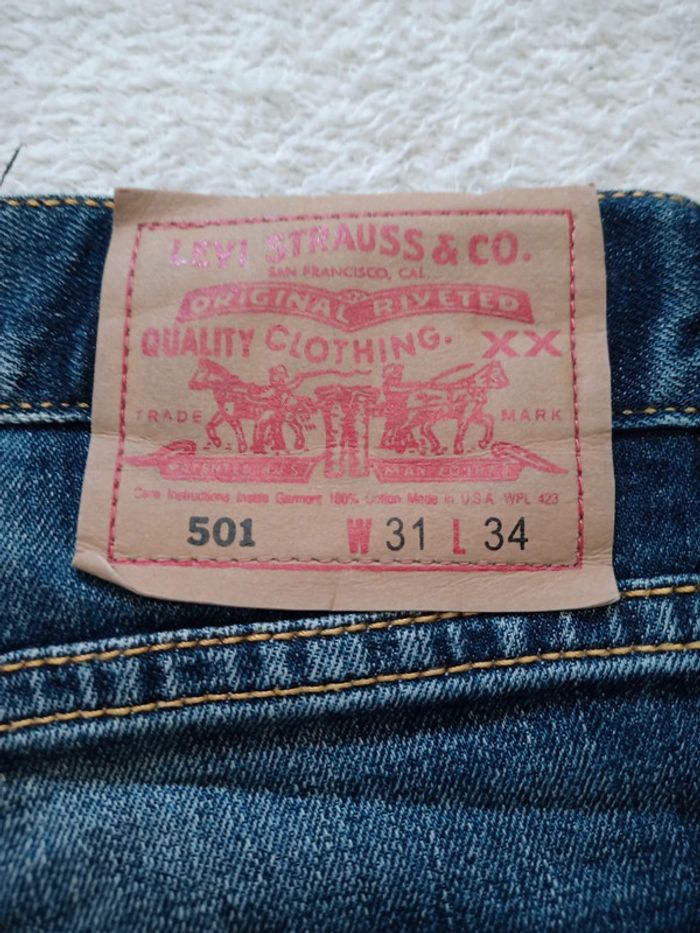 LEVI STRAUSS & CO.
SAN FRANCISCO, CAL.
ORIGINAL RIVETED
QUALITY CLOTHING. XX
TRADE MARK
PATENTED
Care Instructions Inside Garment 100% Cotton Made in U.S.A. WPL 423
501 W 31 L 34